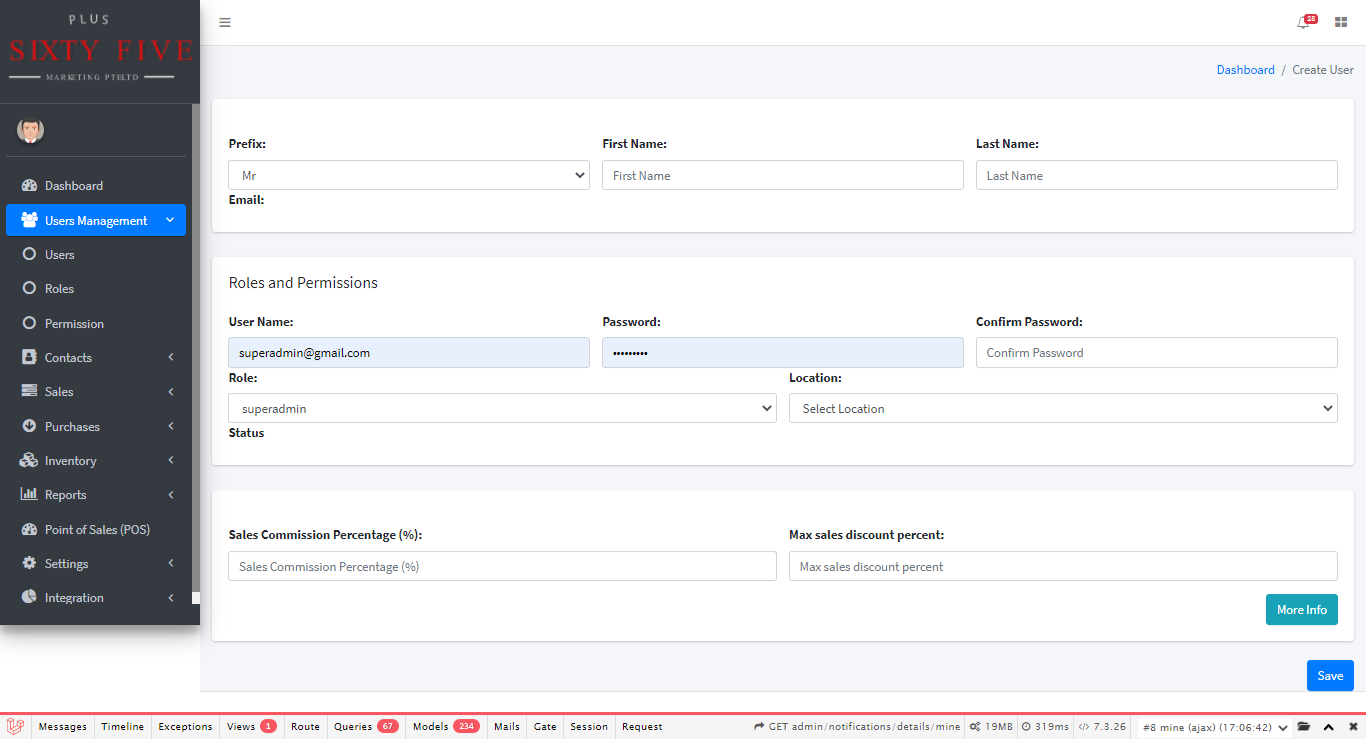 PLUS
SIXTY FIVE
MARKETING PTELTD
28
Dashboard / Create User
Dashboard
Users Management
Users
Roles
Permission
Contacts
Sales
Purchases
Inventory
Reports
Point of Sales (POS)
Settings
Integration
Prefix: First Name: Last Name:
Mr First Name Last Name
Email:
Roles and Permissions
User Name: Password: Confirm Password:
superadmin@gmail.com ••••••••• Confirm Password
Role: Location:
superadmin Select Location
Status
Sales Commission Percentage (%): Max sales discount percent:
Sales Commission Percentage (%) Max sales discount percent
More Info
Save
Messages Timeline Exceptions Views 1 Route Queries 67 Models 234 Mails Gate Session Request GET admin/notifications/details/mine 19MB 319ms </> 7.3.26 #8 mine (ajax) (17:06:42)